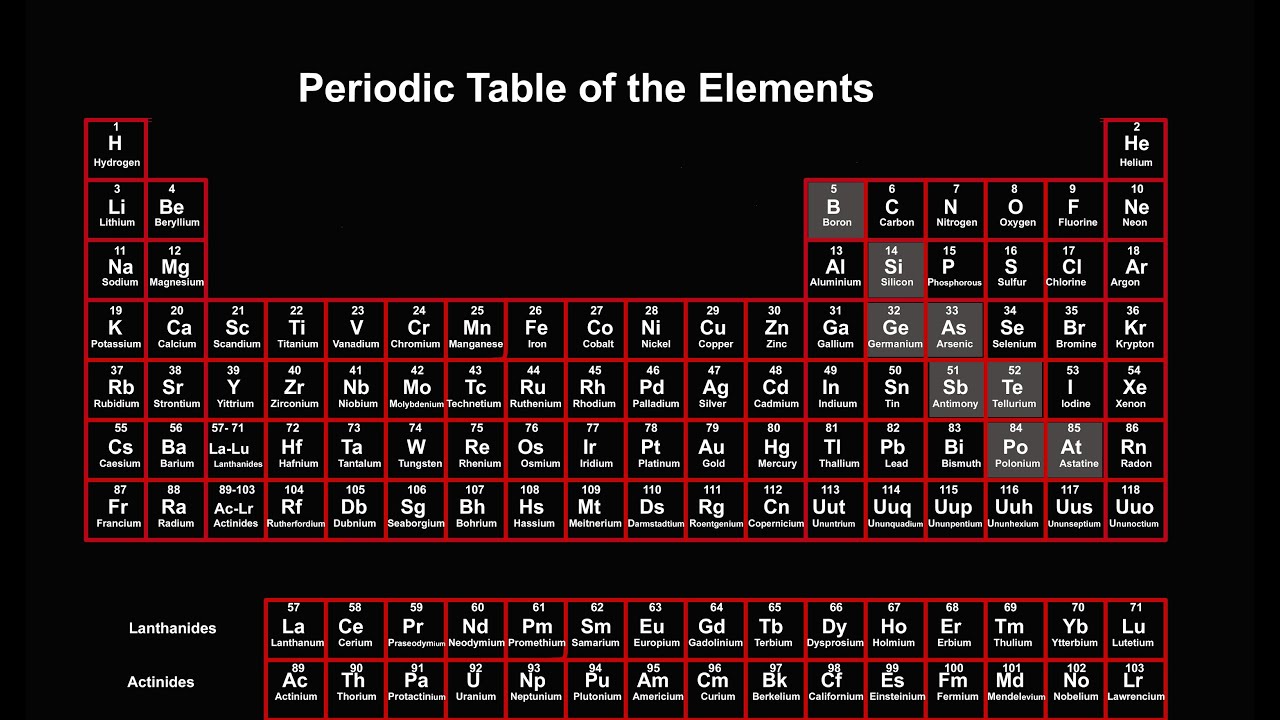 Periodic Table of the Elements
1 2
H He
Hydrogen Helium
3 4 5 6 7 8 9 10
Li Be B C N O F Ne
Lithium Beryllium Boron Carbon Nitrogen Oxygen Fluorine Neon
11 12 13 14 15 16 17 18
Na Mg Al Si P S Cl Ar
Sodium Magnesium Aluminium Silicon Phosphorous Sulfur Chlorine Argon
19 20 21 22 23 24 25 26 27 28 29 30 31 32 33 34 35 36
K Ca Sc Ti V Cr Mn Fe Co Ni Cu Zn Ga Ge As Se Br Kr
Potassium Calcium Scandium Titanium Vanadium Chromium Manganese Iron Cobalt Nickel Copper Zinc Gallium Germanium Arsenic Selenium Bromine Krypton
37 38 39 40 41 42 43 44 45 46 47 48 49 50 51 52 53 54
Rb Sr Y Zr Nb Mo Tc Ru Rh Pd Ag Cd In Sn Sb Te I Xe
Rubidium Strontium Yittrium Zirconium Niobium Molybdenium Technetium Ruthenium Rhodium Palladium Silver Cadmium Indiuum Tin Antimony Tellurium Iodine Xenon
55 56 57- 71 72 73 74 75 76 77 78 79 80 81 82 83 84 85 86
Cs Ba La-Lu Hf Ta W Re Os Ir Pt Au Hg Tl Pb Bi Po At Rn
Caesium Barium Lanthanides Hafnium Tantalum Tungsten Rhenium Osmium Iridium Platinum Gold Mercury Thallium Lead Bismuth Polonium Astatine Radon
87 88 89-103 104 105 106 107 108 109 110 111 112 113 114 115 116 117 118
Fr Ra Ac-Lr Rf Db Sg Bh Hs Mt Ds Rg Cn Uut Uuq Uup Uuh Uus Uuo
Francium Radium Actinides Rutherfordium Dubnium Seaborgium Bohrium Hassium Meitnerium Darmstadtium Roentgenium Copernicium Ununtrium Ununquadium Ununpentium Ununhexium Ununseptium Ununoctium
57 58 59 60 61 62 63 64 65 66 67 68 69 70 71
Lanthanides La Ce Pr Nd Pm Sm Eu Gd Tb Dy Ho Er Tm Yb Lu
Lanthanum Cerium Praseodymium Neodymium Promethium Samarium Europium Gadolinium Terbium Dysprosium Holmium Erbium Thulium Ytterbium Lutetium
89 90 91 92 93 94 95 96 97 98 99 100 101 102 103
Actinides Ac Th Pa U Np Pu Am Cm Bk Cf Es Fm Md No Lr
Actinium Thorium Protactinium Uranium Neptunium Plutonium Americium Curium Berkelium Californium Einsteinium Fermium Mendelevium Nobelium Lawrencium